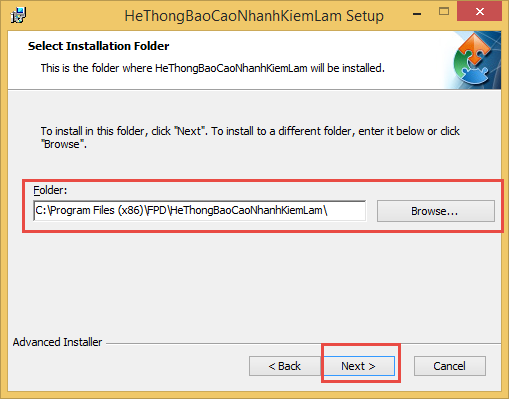 HeThongBaoCaoNhanhKiemLam Setup
Select Installation Folder
This is the folder where HeThongBaoCaoNhanhKiemLam will be installed.
To install in this folder, click "Next". To install to a different folder, enter it below or click
"Browse".
Folder:
C:\Program Files (x86)\FPD\HeThongBaoCaoNhanhKiemLam\
Browse...
Advanced Installer
< Back
Next >
Cancel